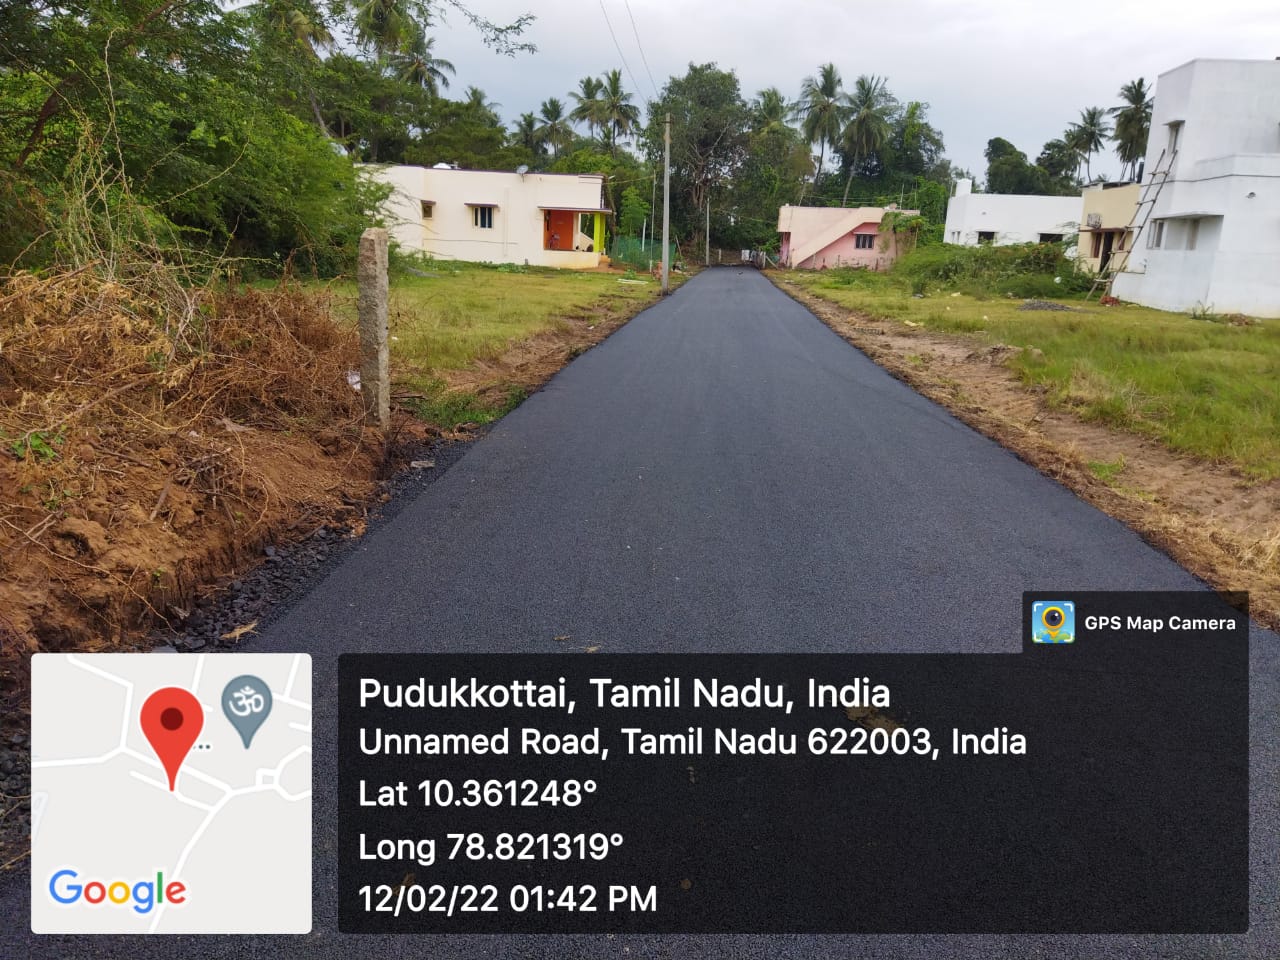 GPS Map Camera
Pudukkottai, Tamil Nadu, India
Unnamed Road, Tamil Nadu 622003, India
Lat 10.361248°
Long 78.821319°
12/02/22 01:42 PM
ॐ
...
Google